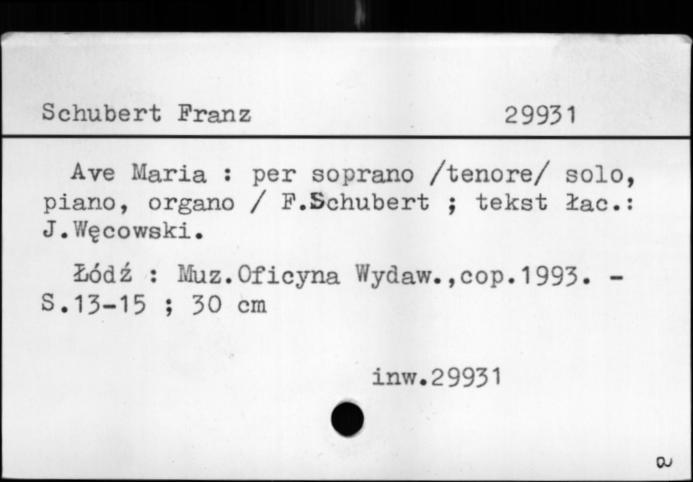 Schubert Franz 29931
Ave Maria : per soprano /tenore/ solo,
piano, organo / F.Schubert ; tekst łac.:
J.Węcowski.
Łódź : Muz.Oficyna Wydaw.,cop.1993. -
S.13-15 ; 30 cm
inw.29931